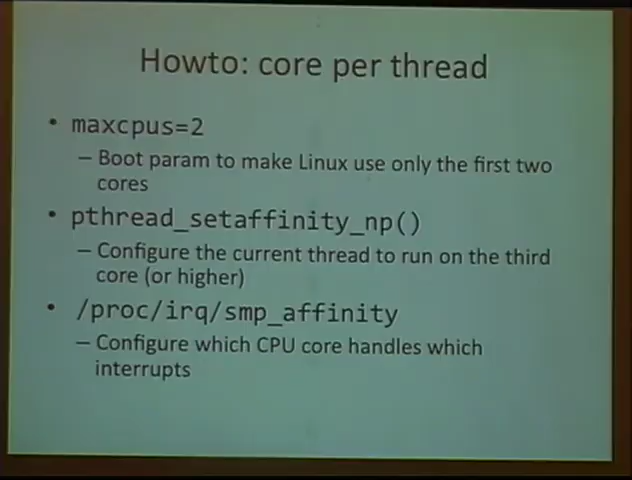 Howto: core per thread
• maxcpus=2
– Boot param to make Linux use only the first two
cores
• pthread_setaffinity_np()
– Configure the current thread to run on the third
core (or higher)
• /proc/irq/smp_affinity
– Configure which CPU core handles which
interrupts